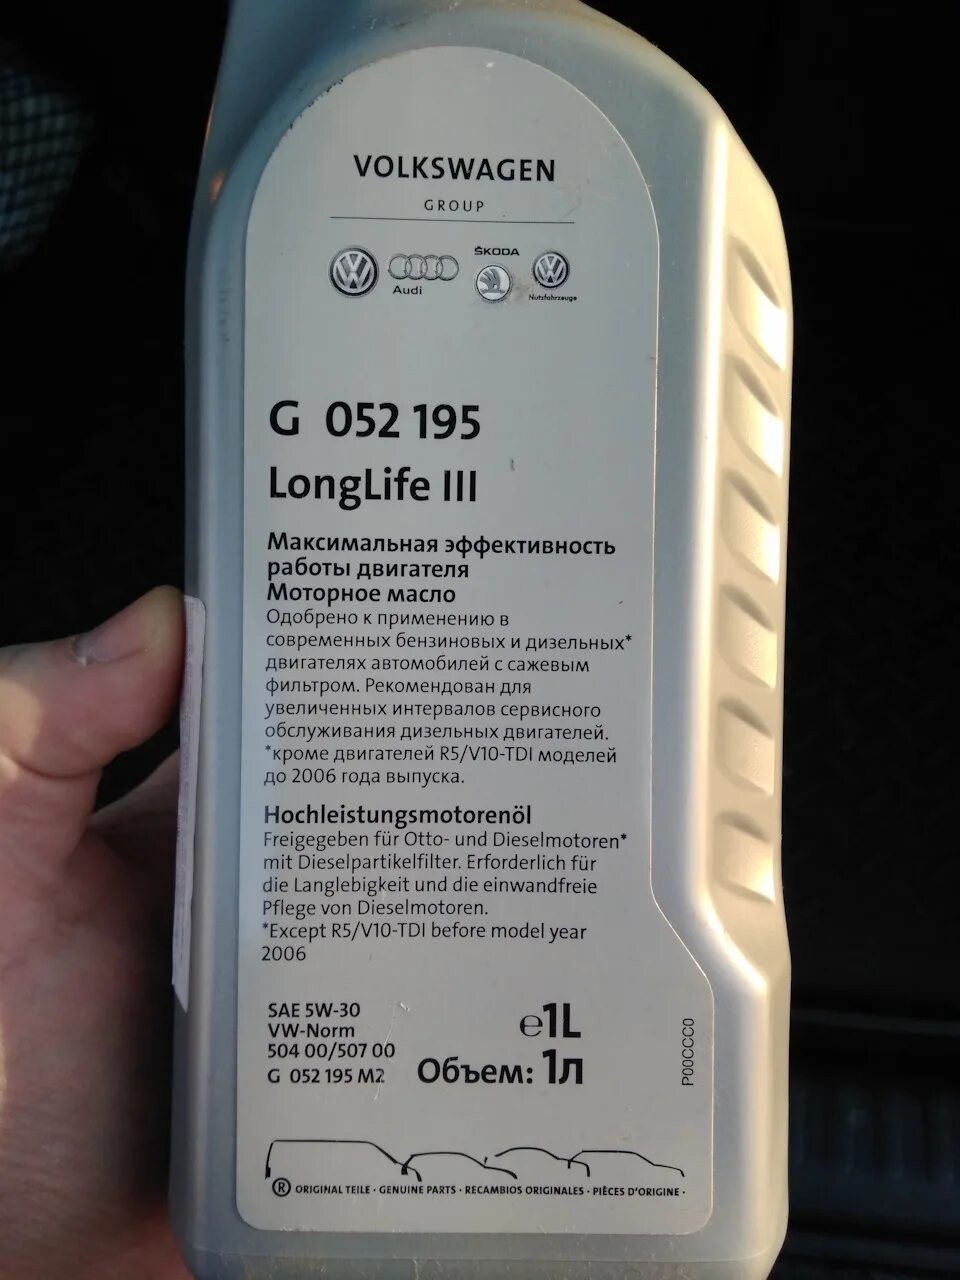 VOLKSWAGEN
GROUP
Audi
ŠKODA
Nutzfahrzeuge
G 052 195
LongLife III
Максимальная эффективность
работы двигателя
Моторное масло
Одобрено к применению в
современных бензиновых и дизельных*
двигателях автомобилей с сажевым
фильтром. Рекомендован для
увеличенных интервалов сервисного
обслуживания дизельных двигателей.
*кроме двигателей R5/V10-TDI моделей
до 2006 года выпуска.
Hochleistungsmotorenöl
Freigegeben für Otto- und Dieselmotoren*
mit Dieselpartikelfilter. Erforderlich für
die Langlebigkeit und die einwandfreie
Pflege von Dieselmotoren.
*Except R5/V10-TDI before model year
2006
SAE 5W-30
VW-Norm
504 00/507 00
G 052 195 M2
e1L
Объем: 1л
P00CCCC0
® ORIGINAL TEILE · GENUINE PARTS · RECAMBIOS ORIGINALES · PIÈCES D'ORIGINE ·